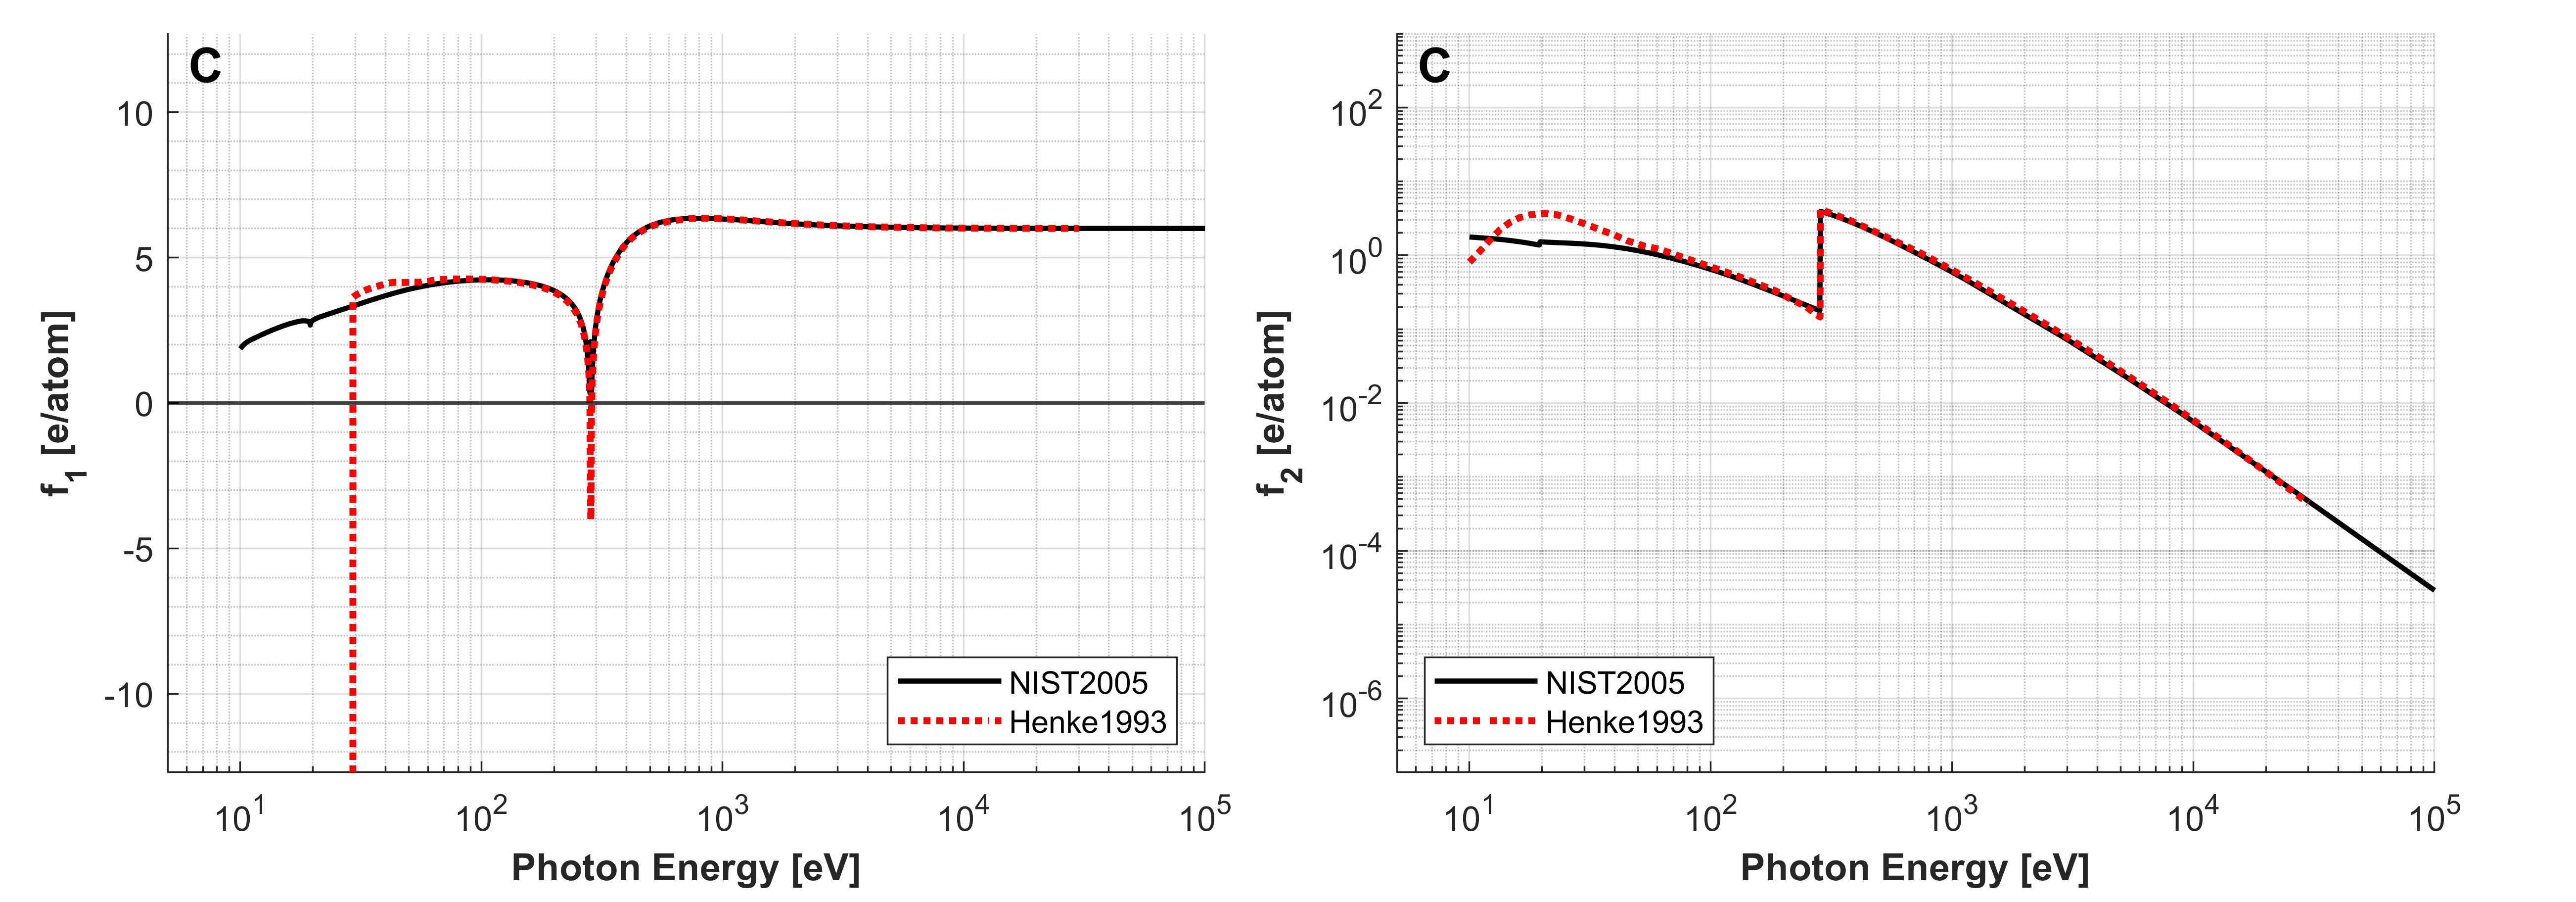 C
10
5
0
-5
-10
f₁ [e/atom]
NIST2005
Henke1993
10¹ 10² 10³ 10⁴ 10⁵
Photon Energy [eV]
C
10²
10⁰
10⁻²
10⁻⁴
10⁻⁶
f₂ [e/atom]
NIST2005
Henke1993
10¹ 10² 10³ 10⁴ 10⁵
Photon Energy [eV]